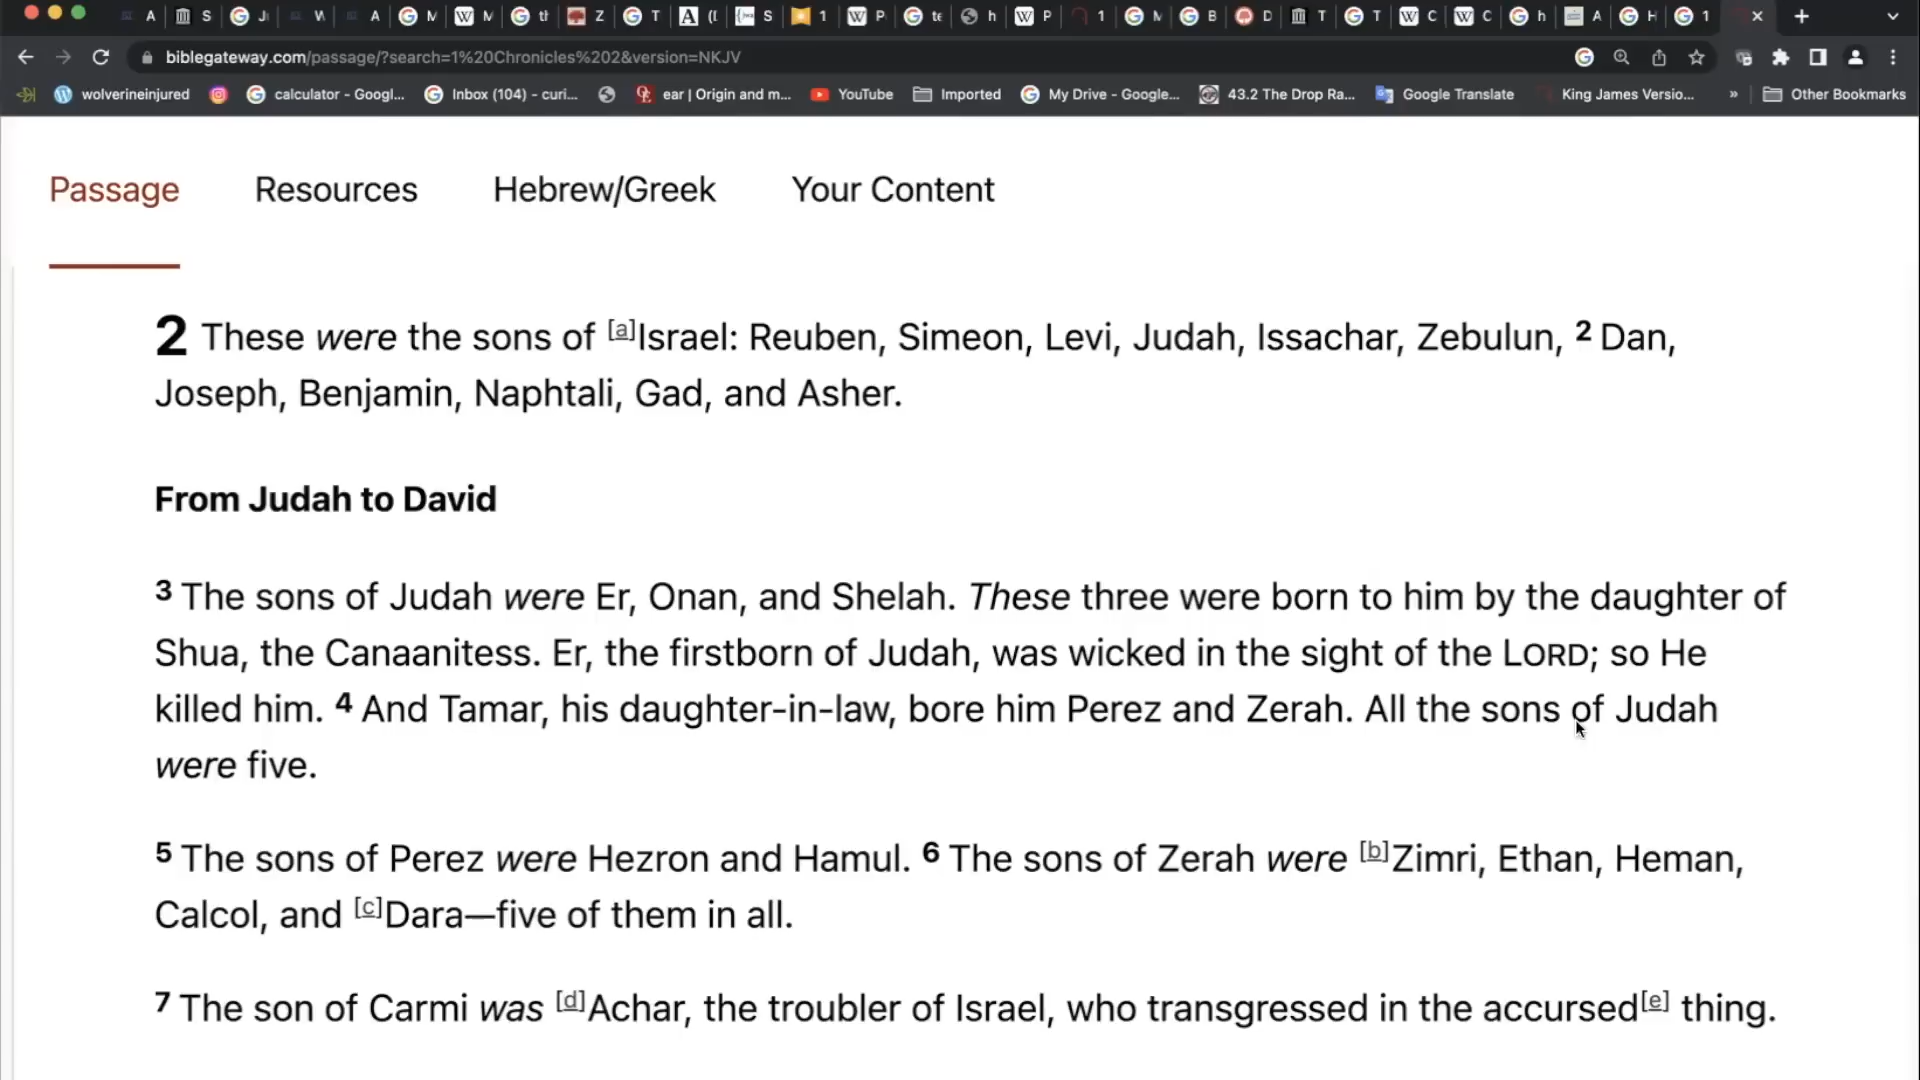 A S Ji W A M W M tl Z T A (I S 1 W P te h W P 1 M B D T T W C W C h A H 1
biblegateway.com/passage/?search=1%20Chronicles%202&version=NKJV
wolverineinjured calculator - Googl... Inbox (104) - curi... ear | Origin and m... YouTube Imported My Drive - Google... 43.2 The Drop Ra... Google Translate King James Versio... » Other Bookmarks
Passage Resources Hebrew/Greek Your Content
2 These were the sons of [a]Israel: Reuben, Simeon, Levi, Judah, Issachar, Zebulun, 2 Dan,
Joseph, Benjamin, Naphtali, Gad, and Asher.
From Judah to David
3 The sons of Judah were Er, Onan, and Shelah. These three were born to him by the daughter of
Shua, the Canaanitess. Er, the firstborn of Judah, was wicked in the sight of the LORD; so He
killed him. 4 And Tamar, his daughter-in-law, bore him Perez and Zerah. All the sons of Judah
were five.
5 The sons of Perez were Hezron and Hamul. 6 The sons of Zerah were [b]Zimri, Ethan, Heman,
Calcol, and [c]Dara—five of them in all.
7 The son of Carmi was [d]Achar, the troubler of Israel, who transgressed in the accursed[e] thing.